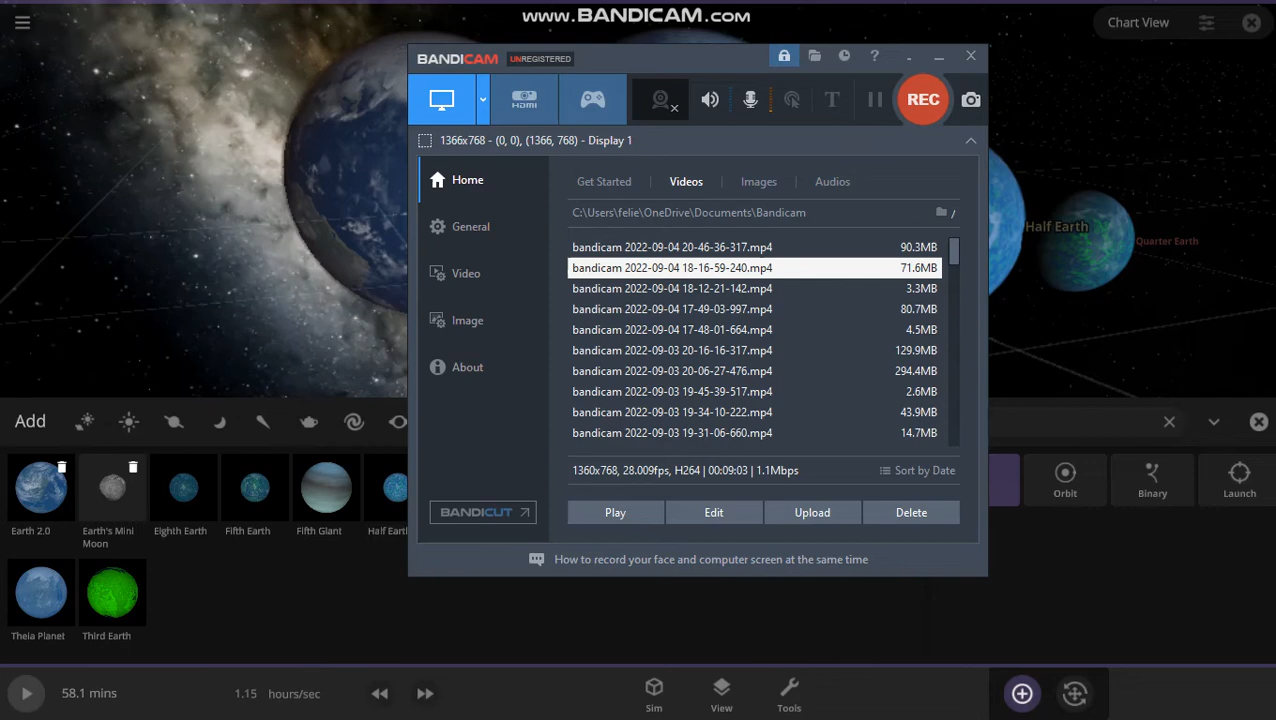 www.BANDICAM.com
Chart View
BANDICAM UNREGISTERED
?
HDMI
T
REC
1366x768 - (0, 0), (1366, 768) - Display 1
Home
General
Video
Image
About
BANDICUT
Get Started
Videos
Images
Audios
C:\Users\felie\OneDrive\Documents\Bandicam
/
bandicam 2022-09-04 20-46-36-317.mp4 90.3MB
bandicam 2022-09-04 18-16-59-240.mp4 71.6MB
bandicam 2022-09-04 18-12-21-142.mp4 3.3MB
bandicam 2022-09-04 17-49-03-997.mp4 80.7MB
bandicam 2022-09-04 17-48-01-664.mp4 4.5MB
bandicam 2022-09-03 20-16-16-317.mp4 129.9MB
bandicam 2022-09-03 20-06-27-476.mp4 294.4MB
bandicam 2022-09-03 19-45-39-517.mp4 2.6MB
bandicam 2022-09-03 19-34-10-222.mp4 43.9MB
bandicam 2022-09-03 19-31-06-660.mp4 14.7MB
1360x768, 28.009fps, H264 | 00:09:03 | 1.1Mbps
Sort by Date
Play
Edit
Upload
Delete
How to record your face and computer screen at the same time
Half Earth
Quarter Earth
Add
Earth 2.0
Earth's Mini
Moon
Eighth Earth
Fifth Earth
Fifth Giant
Half Earth
Orbit
Binary
Launch
Theia Planet
Third Earth
58.1 mins
1.15 hours/sec
Sim
View
Tools